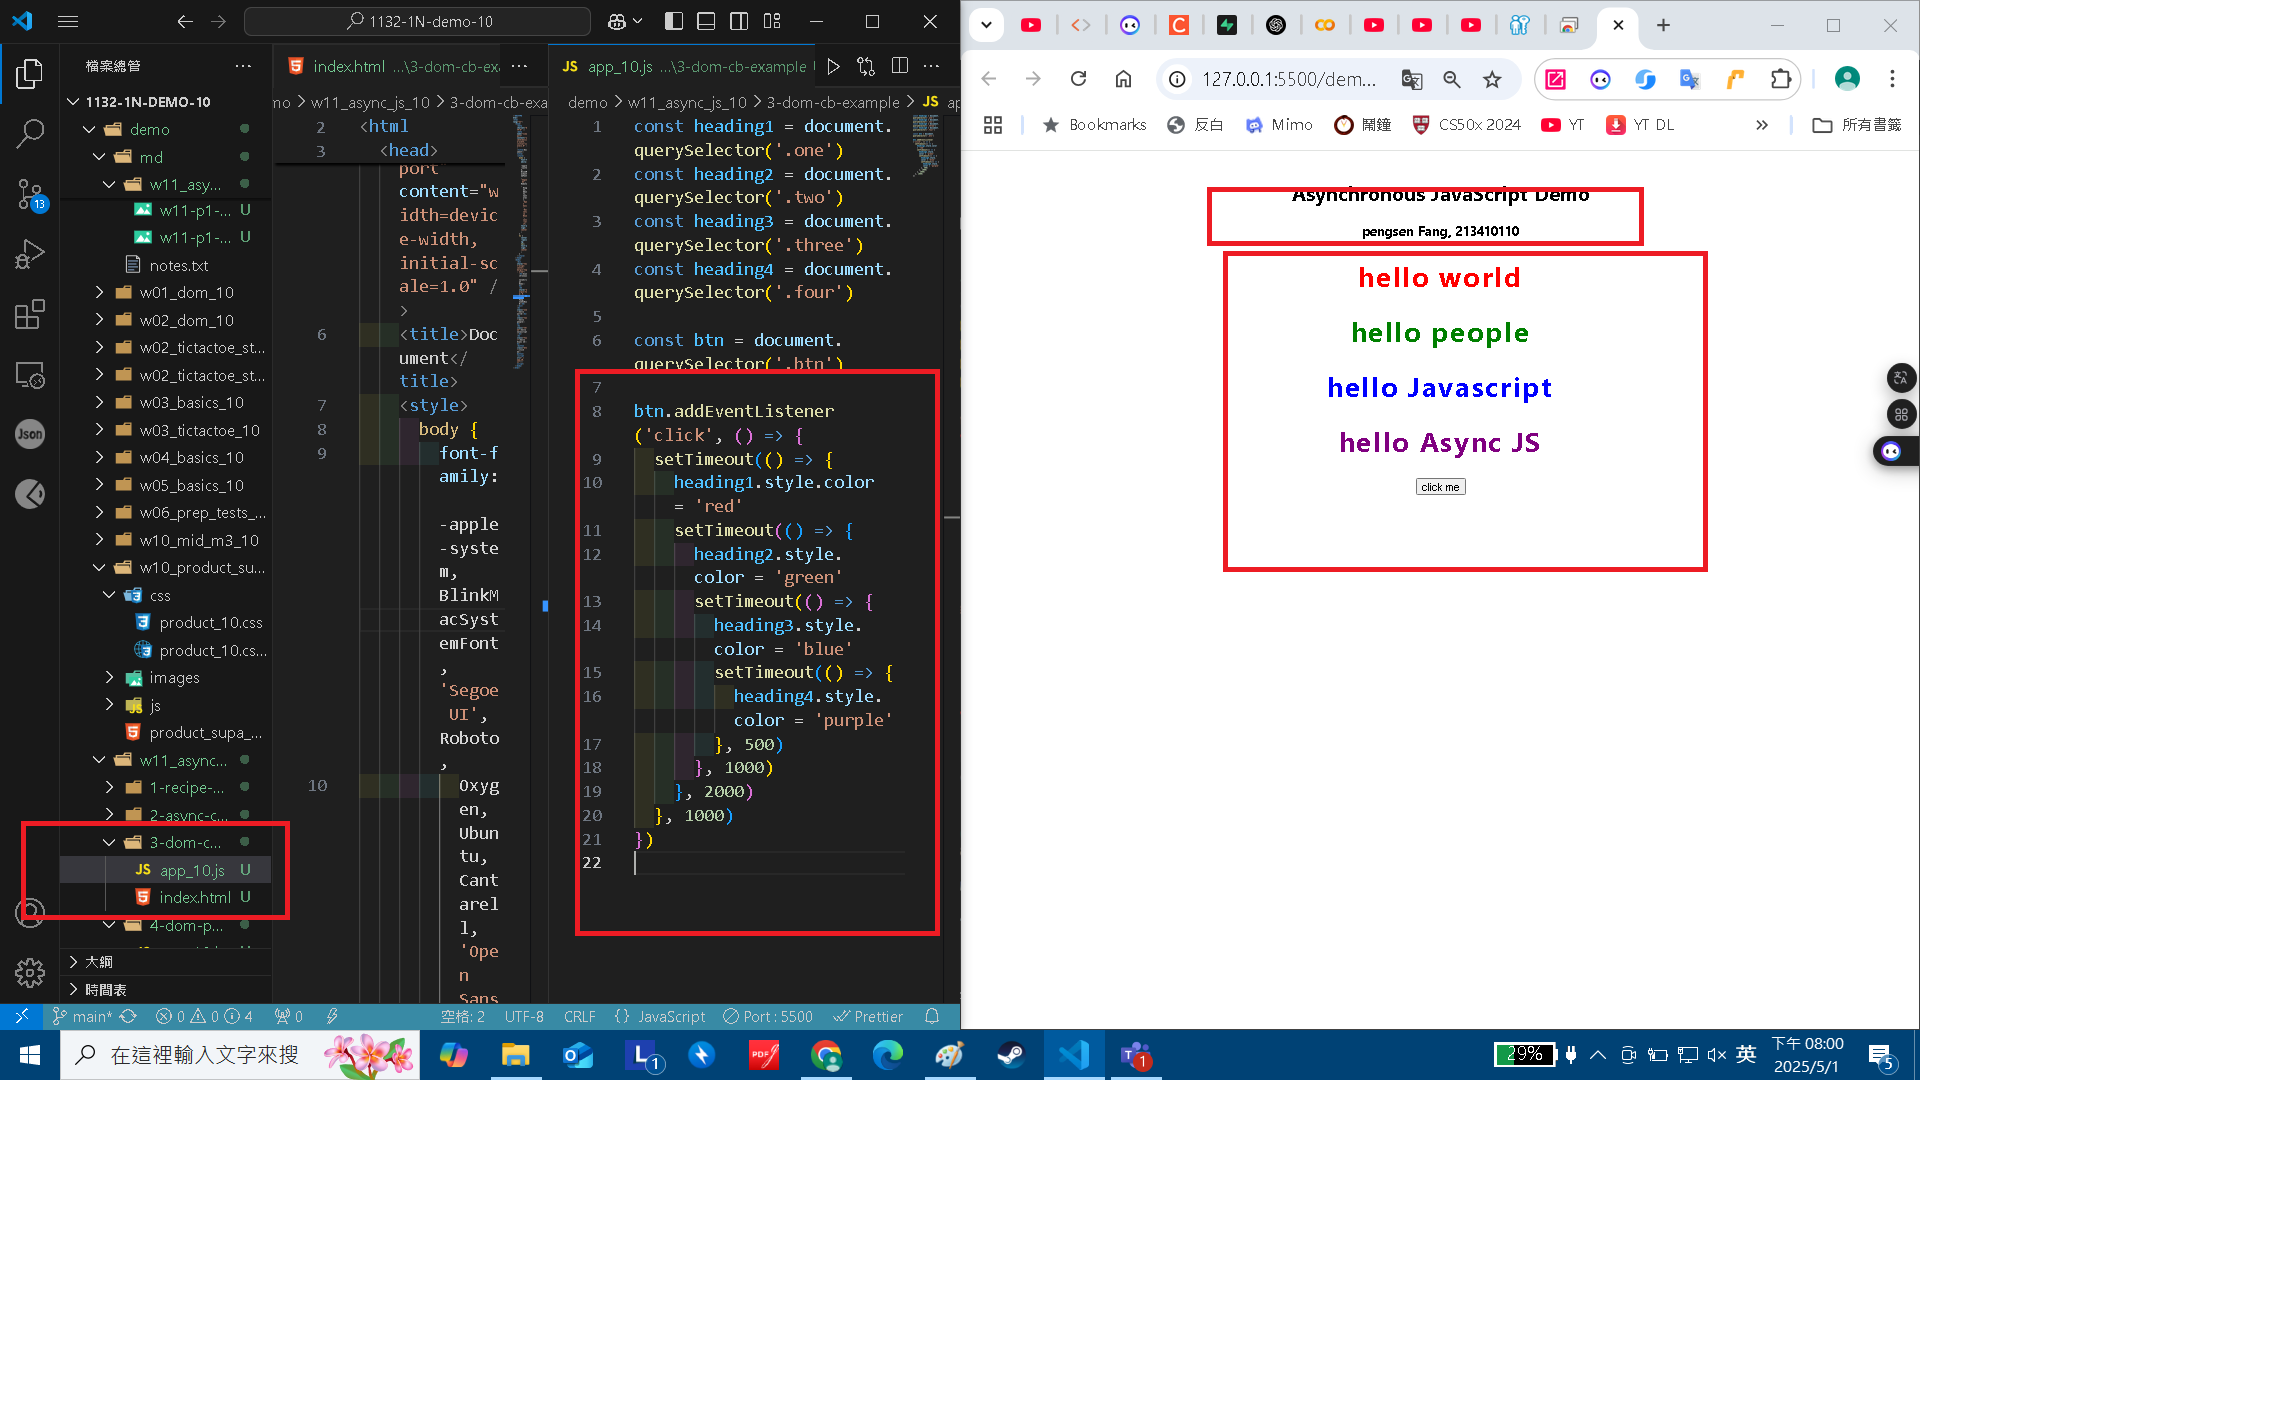 1132-1N-demo-10
檔案總管
1132-1N-DEMO-10
demo
md
w11_asy...
w11-p1-... U
w11-p1-... U
notes.txt
w01_dom_10
w02_dom_10
w02_tictactoe_st...
w02_tictactoe_st...
w03_basics_10
w03_tictactoe_10
w04_basics_10
w05_basics_10
w06_prep_tests_...
w10_mid_m3_10
w10_product_su...
css
product_10.css
product_10.cs...
images
js
product_supa_...
w11_async...
1-recipe-...
2-async-c...
3-dom-c...
JS app_10.js U
index.html U
4-dom-p...
大綱
時間表
13
Json
index.html ...\3-dom-cb-exa
mo > w11_async_js_10 > 3-dom-cb-exa
2 <html
3 <head>
port"
content="w
idth=devic
e-width,
initial-sc
ale=1.0" /
>
6 <title>Doc
ument</
title>
7 <style>
8 body {
9 font-f
amily:
-apple
-syste
m,
BlinkM
acSyst
emFont
,
'Segoe
UI',
Roboto
,
10 Oxyg
en,
Ubun
tu,
Cant
arel
l,
'Ope
n
Sans
JS app_10.js ...\3-dom-cb-example
demo > w11_async_js_10 > 3-dom-cb-example > JS ap
1 const heading1 = document.
querySelector('.one')
2 const heading2 = document.
querySelector('.two')
3 const heading3 = document.
querySelector('.three')
4 const heading4 = document.
querySelector('.four')
5
6 const btn = document.
querySelector('.btn')
7
8 btn.addEventListener
('click', () => {
9 setTimeout(() => {
10 heading1.style.color
= 'red'
11 setTimeout(() => {
12 heading2.style.
color = 'green'
13 setTimeout(() => {
14 heading3.style.
color = 'blue'
15 setTimeout(() => {
16 heading4.style.
color = 'purple'
17 }, 500)
18 }, 1000)
19 }, 2000)
20 }, 1000)
21 })
22
main* 0 0 4 0 空格: 2 UTF-8 CRLF {} JavaScript Port : 5500 Prettier
127.0.0.1:5500/dem...
Bookmarks 反白 Mimo 鬧鐘 CS50x 2024 YT YT DL » 所有書籤
Asynchronous JavaScript Demo
pengsen Fang, 213410110
hello world
hello people
hello Javascript
hello Async JS
click me
在這裡輸入文字來搜
L 1
PDF
1
29%
英
下午 08:00
2025/5/1
5